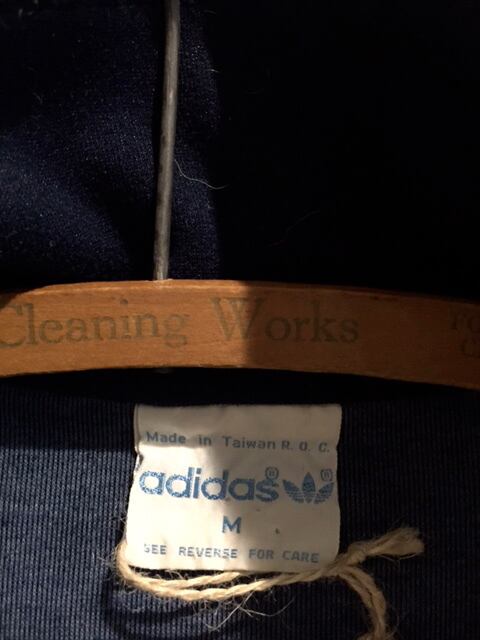 Cleaning Works
Made in Taiwan R. O. C.
adidas® ®
M
SEE REVERSE FOR CARE